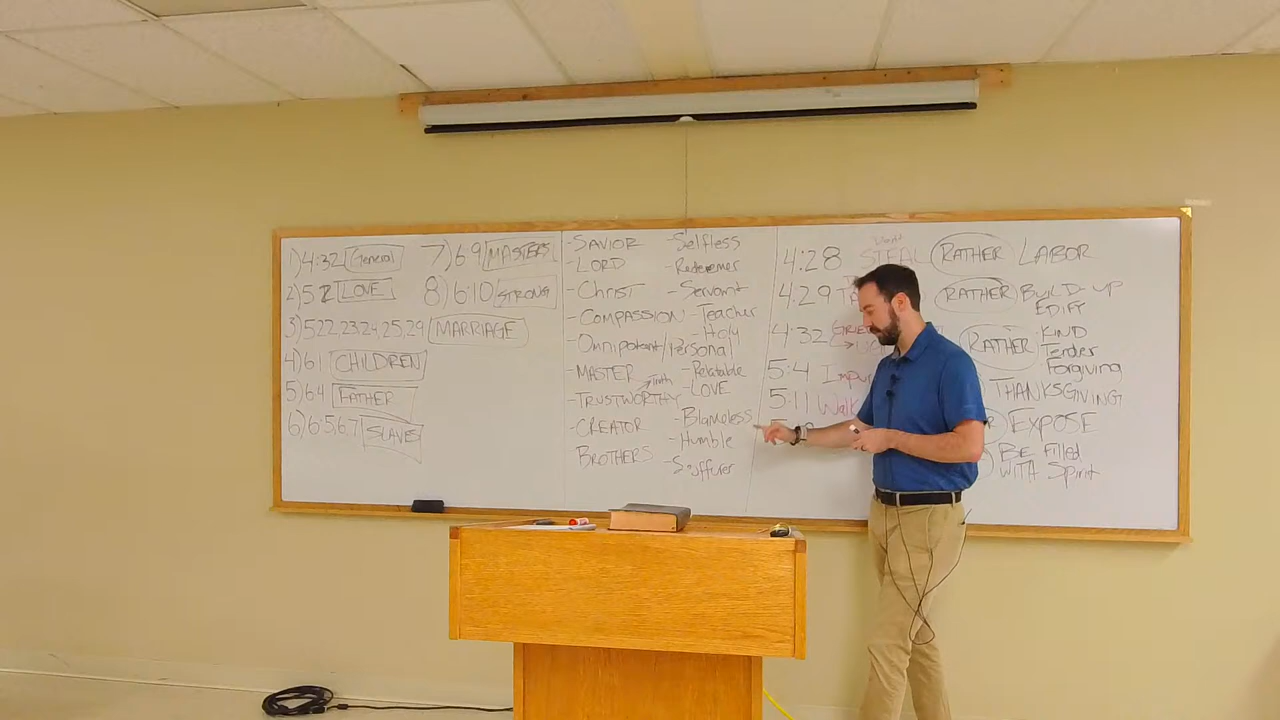 1) 4:32 General
2) 5 2 LOVE
3) 5 22, 23, 24, 25, 29 MARRIAGE
4) 6 1 CHILDREN
5) 6 4 FATHER
6) 6:5,6,7 SLAVES
7) 6 9 MASTERS
8) 6:10 STRONG
- SAVIOR
- LORD
- CHRIST
- COMPASSION
- Omnipotent/Personal
- MASTER
- TRUSTWORTHY
- CREATOR
BROTHERS
- Selfless
- Redeemer
- Servant
- Teacher
- Holy
- Relatable
- LOVE
- Blameless
- Humble
4:28 STEAL RATHER LABOR
4:29 RATHER BUILD-UP
EDIFY
4:32 RATHER KIND
Tender
Forgiving
5:4 THANKSGIVING
5:11 Walk EXPOSE
BE Filled
WITH Spirit